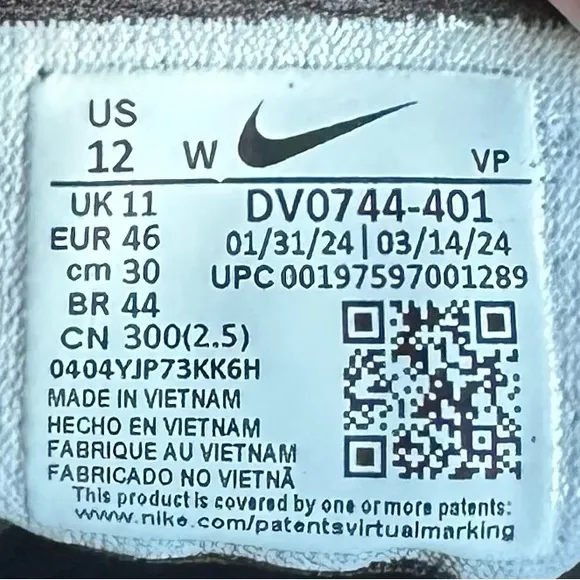 US
12 W VP
UK 11 DV0744-401
EUR 46 01/31/24 | 03/14/24
cm 30 UPC 00197597001289
BR 44
CN 300(2.5)
0404YJP73KK6H
MADE IN VIETNAM
HECHO EN VIETNAM
FABRIQUE AU VIETNAM
FABRICADO NO VIETNÃ
This product is covered by one or more patents:
www.nike.com/patentsvirtualmarking